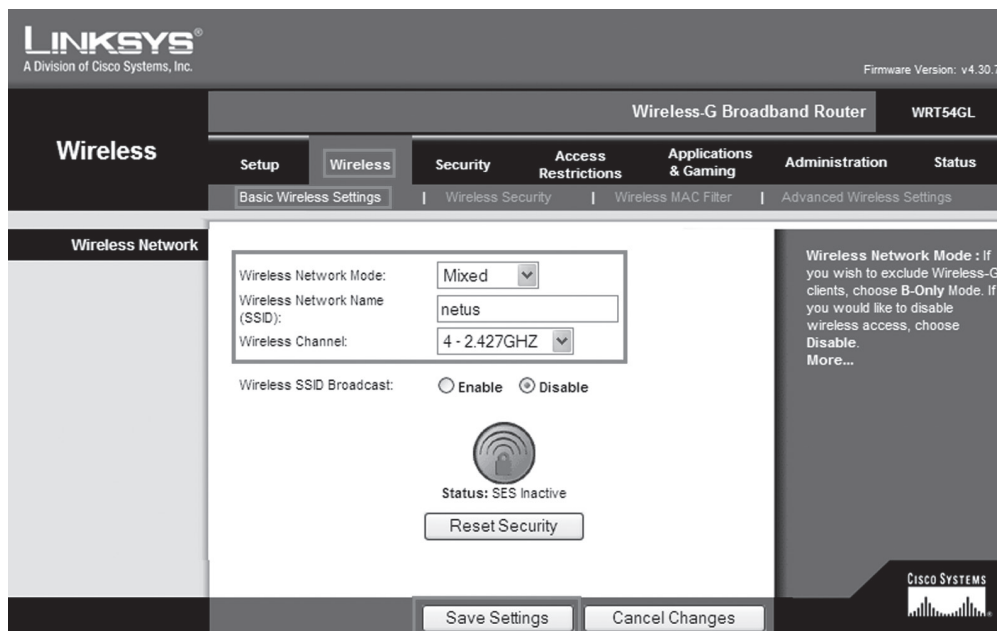 LINKSYS®
A Division of Cisco Systems, Inc.
Firmware Version: v4.30.7
Wireless-G Broadband Router WRT54GL
Wireless
Setup Wireless Security Access Restrictions Applications & Gaming Administration Status
Basic Wireless Settings | Wireless Security | Wireless MAC Filter | Advanced Wireless Settings
Wireless Network
Wireless Network Mode: Mixed
Wireless Network Name
(SSID): netus
Wireless Channel: 4 - 2.427GHZ
Wireless SSID Broadcast: Enable Disable
Status: SES Inactive
Reset Security
Wireless Network Mode : If
you wish to exclude Wireless-G
clients, choose B-Only Mode. If
you would like to disable
wireless access, choose
Disable.
More...
Save Settings Cancel Changes
CISCO SYSTEMS